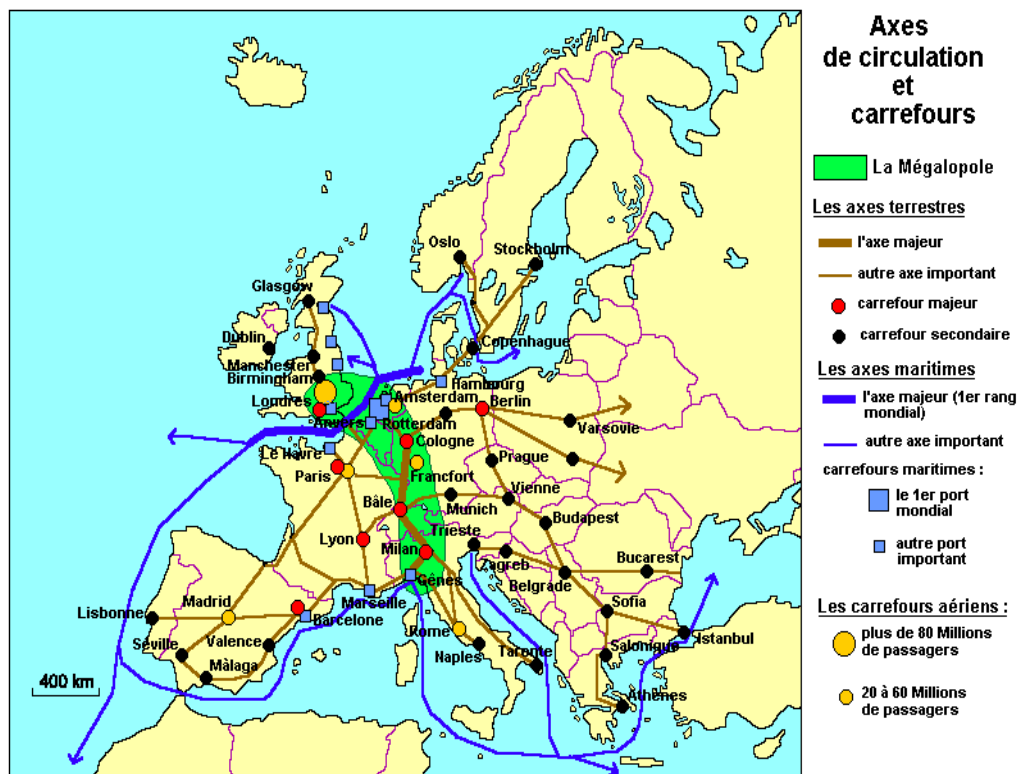 Axes
de circulation
et
carrefours
La Mégalopole
Les axes terrestres
l'axe majeur
autre axe important
carrefour majeur
carrefour secondaire
Les axes maritimes
l'axe majeur (1er rang
mondial)
autre axe important
carrefours maritimes :
le 1er port
mondial
autre port
important
Les carrefours aériens :
plus de 80 Millions
de passagers
20 à 60 Millions
de passagers
Oslo
Stockholm
Glasgow
Dublin
Copenhague
Manchester
Birmingham
Hambourg
Londres
Amsterdam
Berlin
Anvers
Rotterdam
Varsovie
Cologne
Le Havre
Prague
Paris
Francfort
Vienne
Bâle
Munich
Budapest
Trieste
Lyon
Milan
Zagreb
Bucarest
Gênes
Belgrade
Marseille
Lisbonne
Madrid
Barcelone
Sofia
Rome
Istanbul
Séville
Valence
Naples
Tarente
Salonique
Màlaga
Athènes
400 km